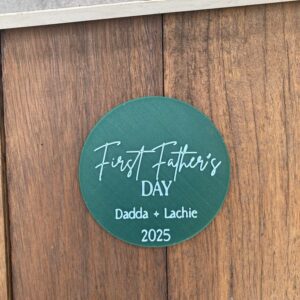 First Father's
DAY
Dadda + Lachie
2025